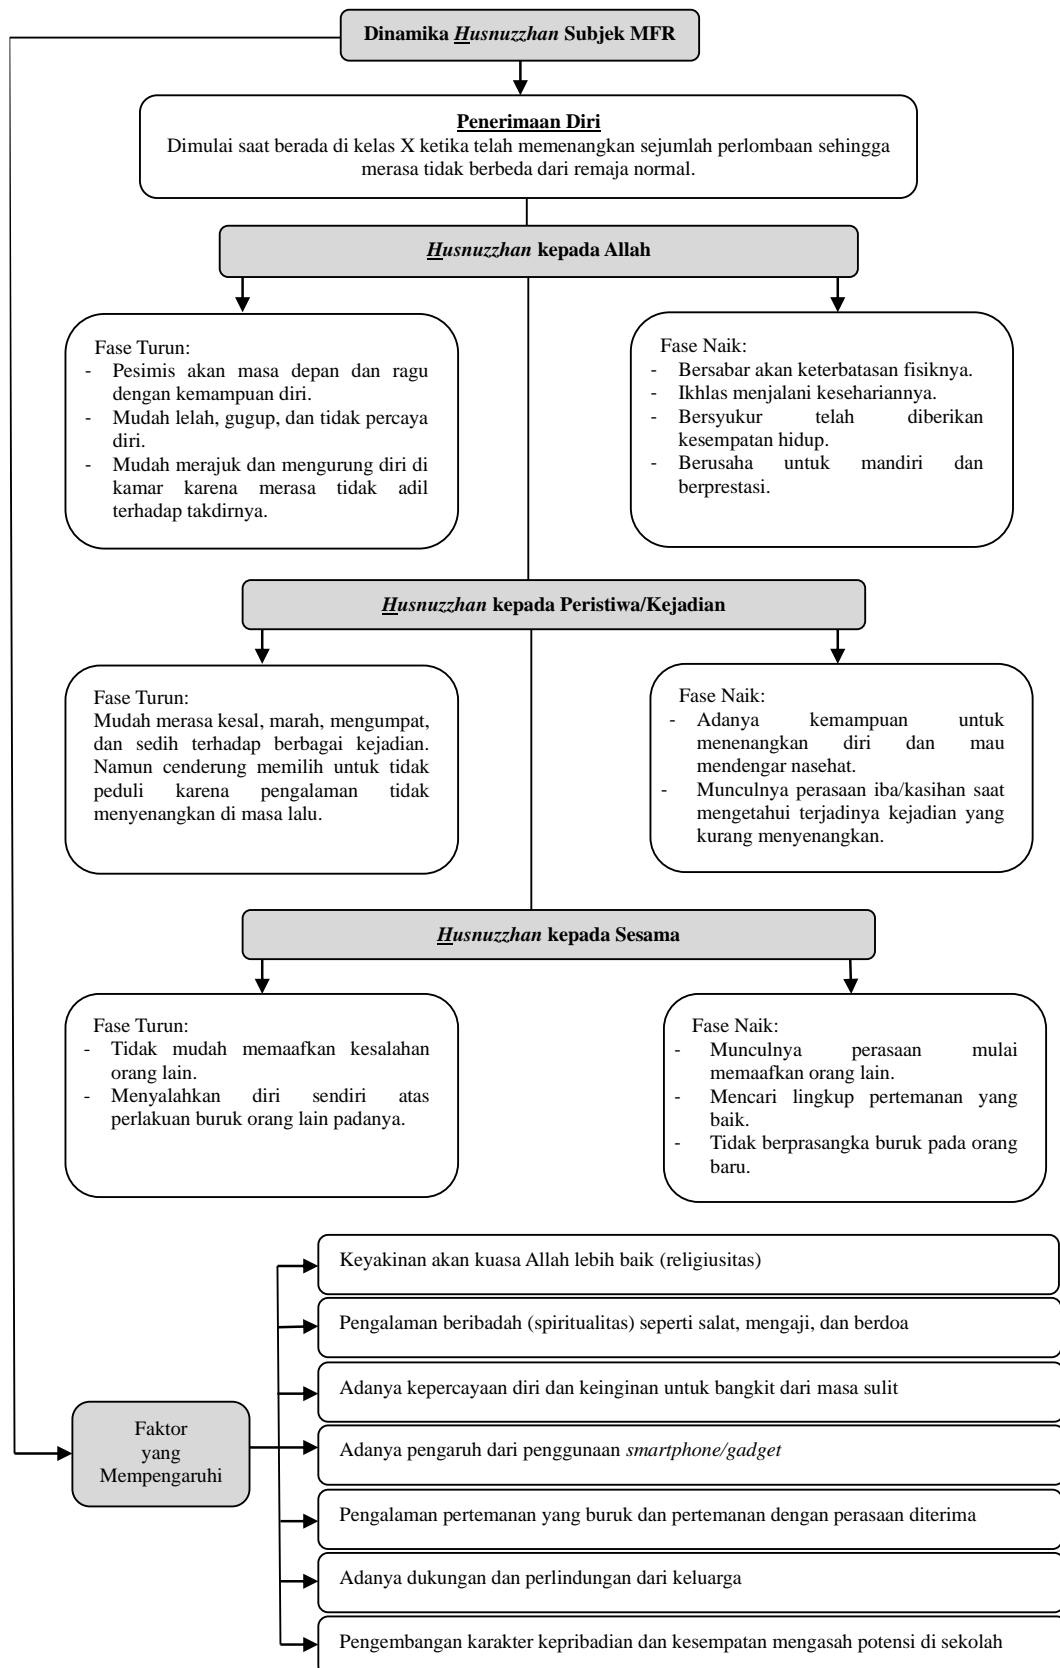 Dinamika Husnuzzhan Subjek MFR
Penerimaan Diri
Dimulai saat berada di kelas X ketika telah memenangkan sejumlah perlombaan sehingga
merasa tidak berbeda dari remaja normal.
Husnuzzhan kepada Allah
Fase Turun:
- Pesimis akan masa depan dan ragu
dengan kemampuan diri.
- Mudah lelah, gugup, dan tidak percaya
diri.
- Mudah merajuk dan mengurung diri di
kamar karena merasa tidak adil
terhadap takdirnya.
Fase Naik:
- Bersabar akan keterbatasan fisiknya.
- Ikhlas menjalani kesehariannya.
- Bersyukur telah diberikan
kesempatan hidup.
- Berusaha untuk mandiri dan
berprestasi.
Husnuzzhan kepada Peristiwa/Kejadian
Fase Turun:
Mudah merasa kesal, marah, mengumpat,
dan sedih terhadap berbagai kejadian.
Namun cenderung memilih untuk tidak
peduli karena pengalaman tidak
menyenangkan di masa lalu.
Fase Naik:
- Adanya kemampuan untuk
menenangkan diri dan mau
mendengar nasehat.
- Munculnya perasaan iba/kasihan saat
mengetahui terjadinya kejadian yang
kurang menyenangkan.
Husnuzzhan kepada Sesama
Fase Turun:
- Tidak mudah memaafkan kesalahan
orang lain.
- Menyalahkan diri sendiri atas
perlakuan buruk orang lain padanya.
Fase Naik:
- Munculnya perasaan mulai
memaafkan orang lain.
- Mencari lingkup pertemanan yang
baik.
- Tidak berprasangka buruk pada orang
baru.
Faktor
yang
Mempengaruhi
Keyakinan akan kuasa Allah lebih baik (religiusitas)
Pengalaman beribadah (spiritualitas) seperti salat, mengaji, dan berdoa
Adanya kepercayaan diri dan keinginan untuk bangkit dari masa sulit
Adanya pengaruh dari penggunaan smartphone/gadget
Pengalaman pertemanan yang buruk dan pertemanan dengan perasaan diterima
Adanya dukungan dan perlindungan dari keluarga
Pengembangan karakter kepribadian dan kesempatan mengasah potensi di sekolah